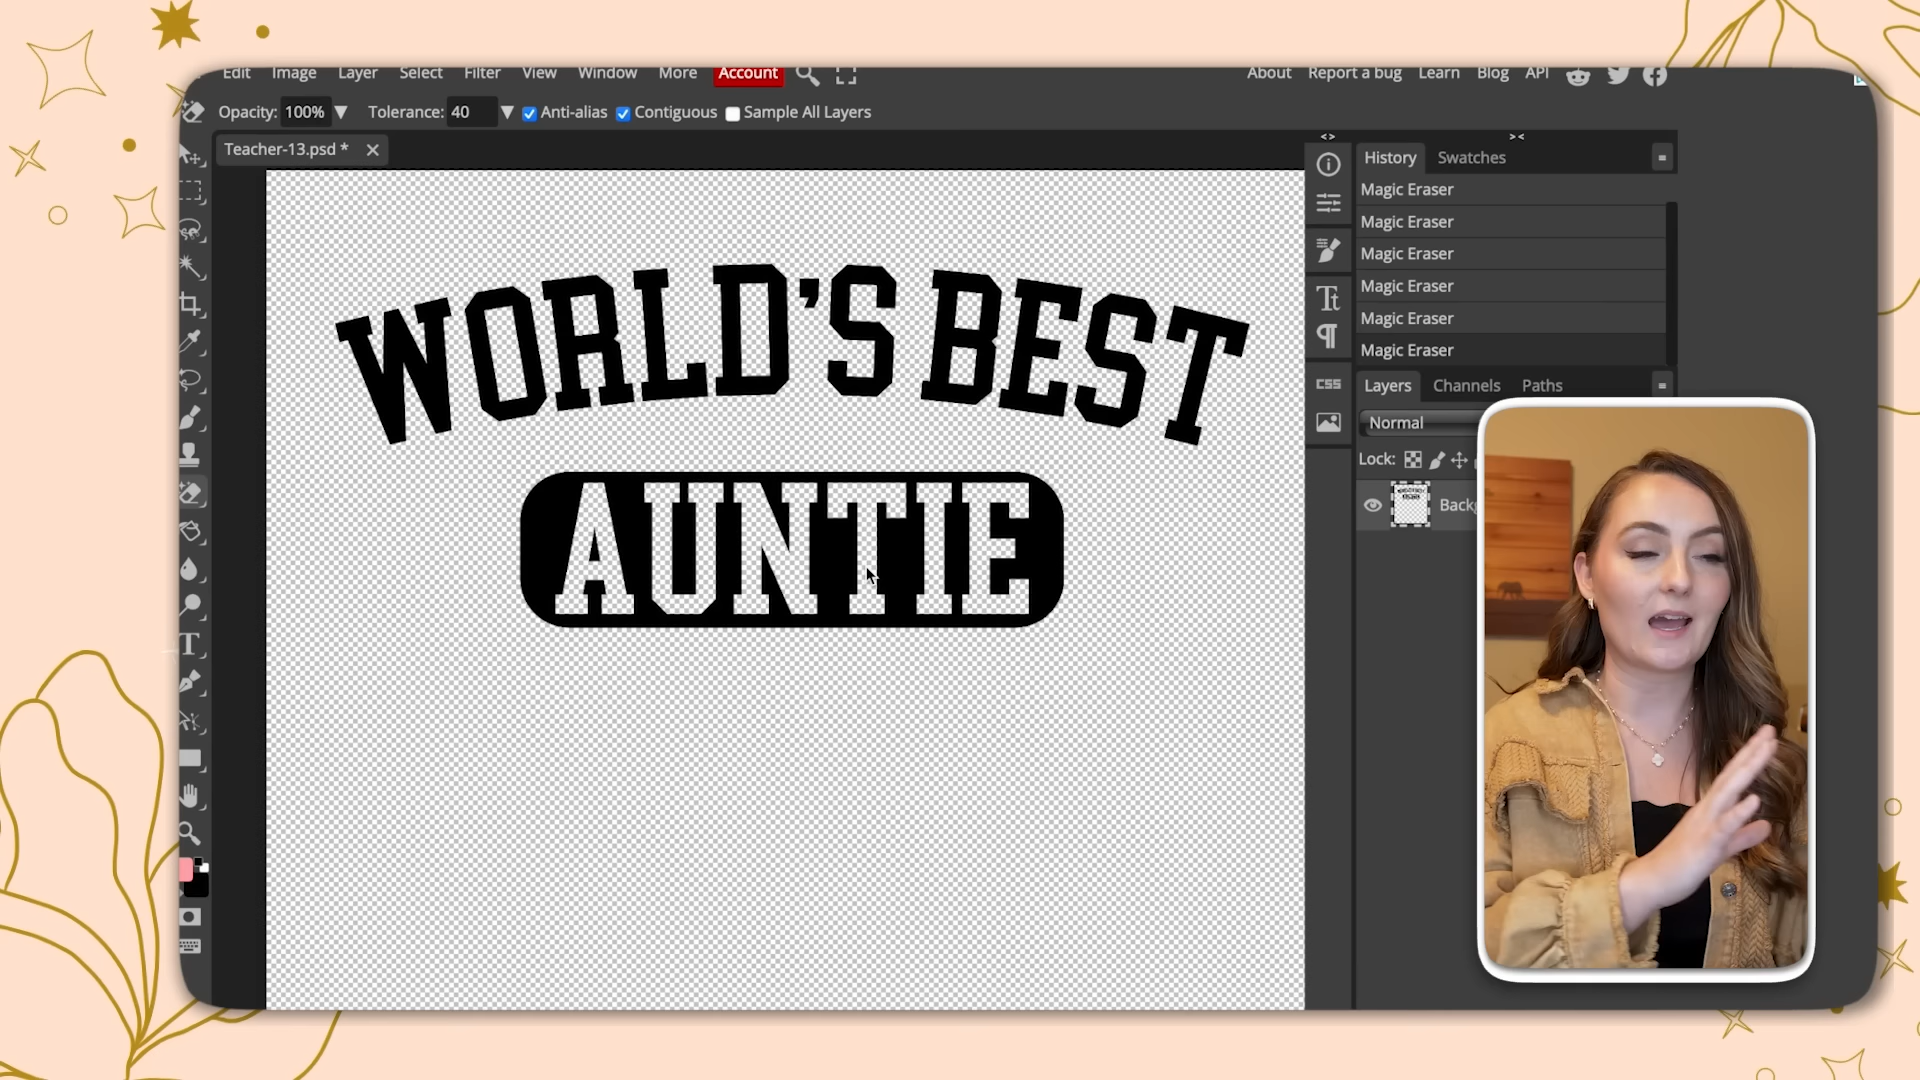 Edit Image Layer Select Filter View Window More Account About Report a bug Learn Blog API
Opacity: 100% Tolerance: 40 Anti-alias Contiguous Sample All Layers
Teacher-13.psd *
History Swatches
Magic Eraser
Magic Eraser
Magic Eraser
Magic Eraser
Magic Eraser
Magic Eraser
Layers Channels Paths
Normal
Lock:
CSS
WORLD'S BEST
AUNTIE